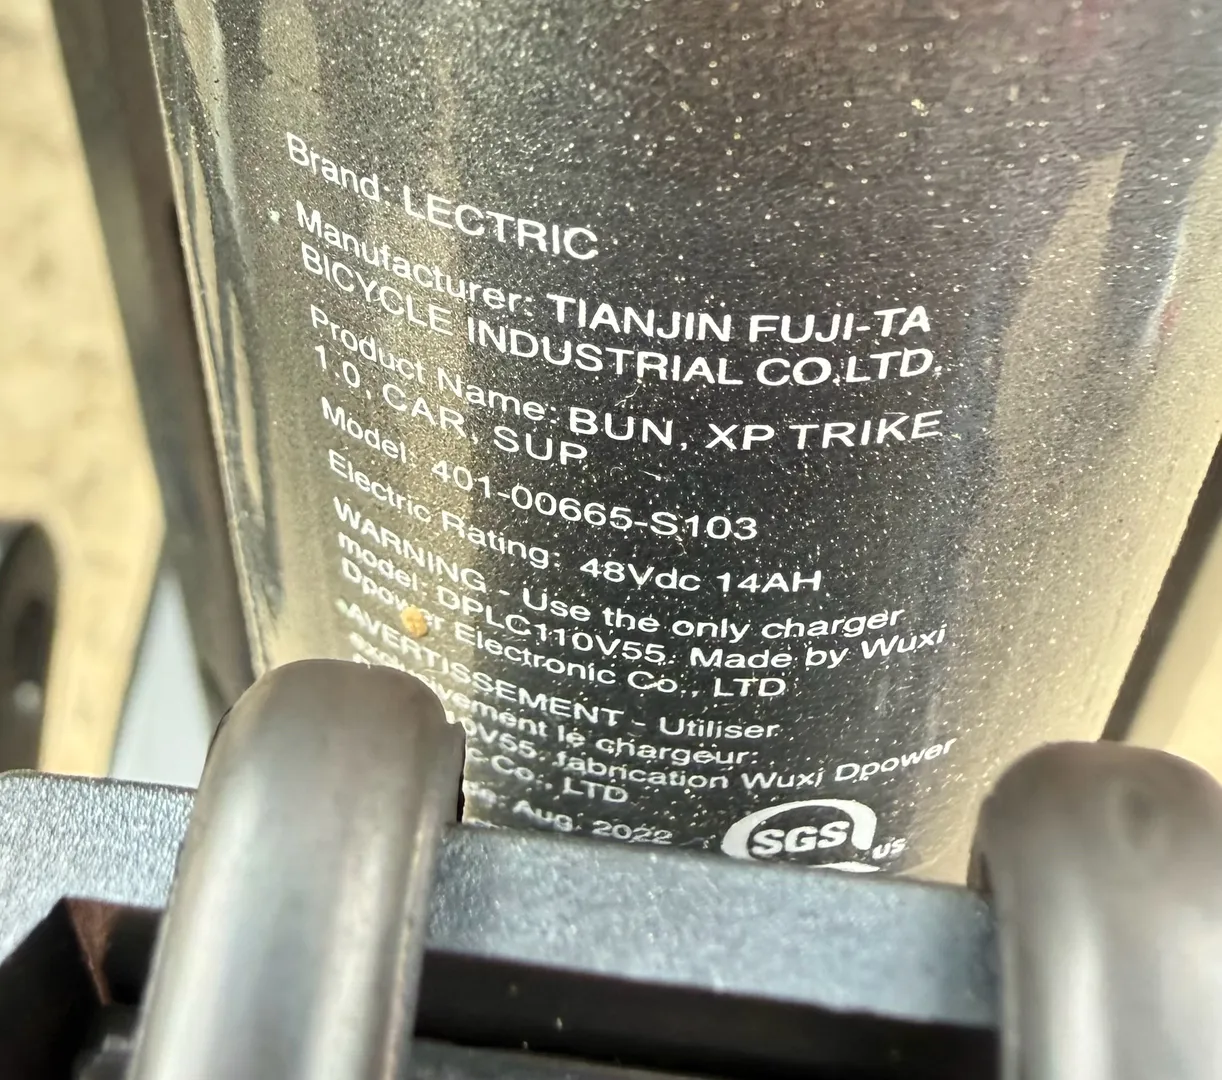 Brand: LECTRIC
Manufacturer: TIANJIN FUJI-TA
BICYCLE INDUSTRIAL CO.LTD.
Product Name: BUN, XP TRIKE
1.0, CAR, SUP
Model: 401-00665-S103
Electric Rating: 48Vdc 14AH
WARNING - Use the only charger
model: DPLC110V55. Made by Wuxi
Dpower Electronic Co., LTD
AVERTISSEMENT - Utiliser
le chargeur:
fabrication Wuxi Dpower
Co., LTD
Aug. 2022
SGS
US